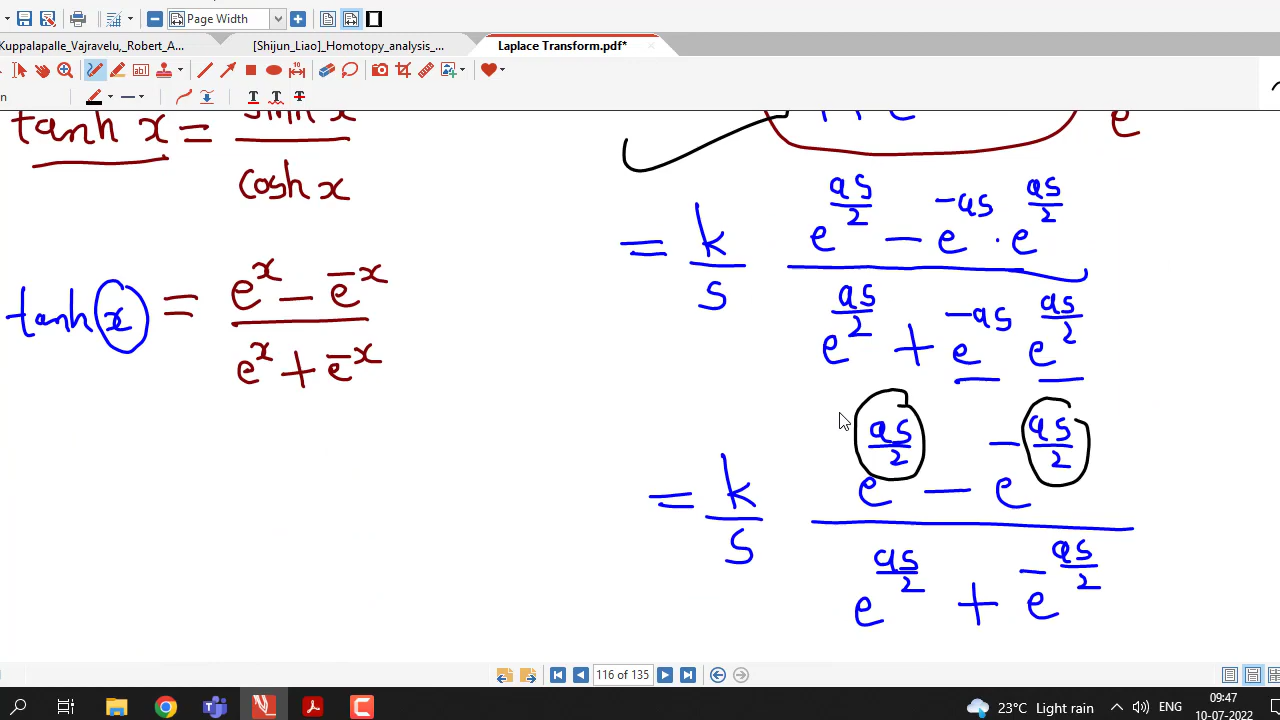 Page Width
Kuppalapalle_Vajravelu,_Robert_A...
[Shijun_Liao]_Homotopy_analysis_...
Laplace Transform.pdf*
tanh x = sinh x / cosh x
tanh(x) = (e^x − e^-x) / (e^x + e^-x)
1 + e
e
= k/s (e^(as/2) − e^(-as) · e^(as/2)) / (e^(as/2) + e^(-as) e^(as/2))
= k/s (e^(as/2) − e^(-as/2)) / (e^(as/2) + e^(-as/2))
116 of 135
23°C Light rain
ENG
09:47
10-07-2022